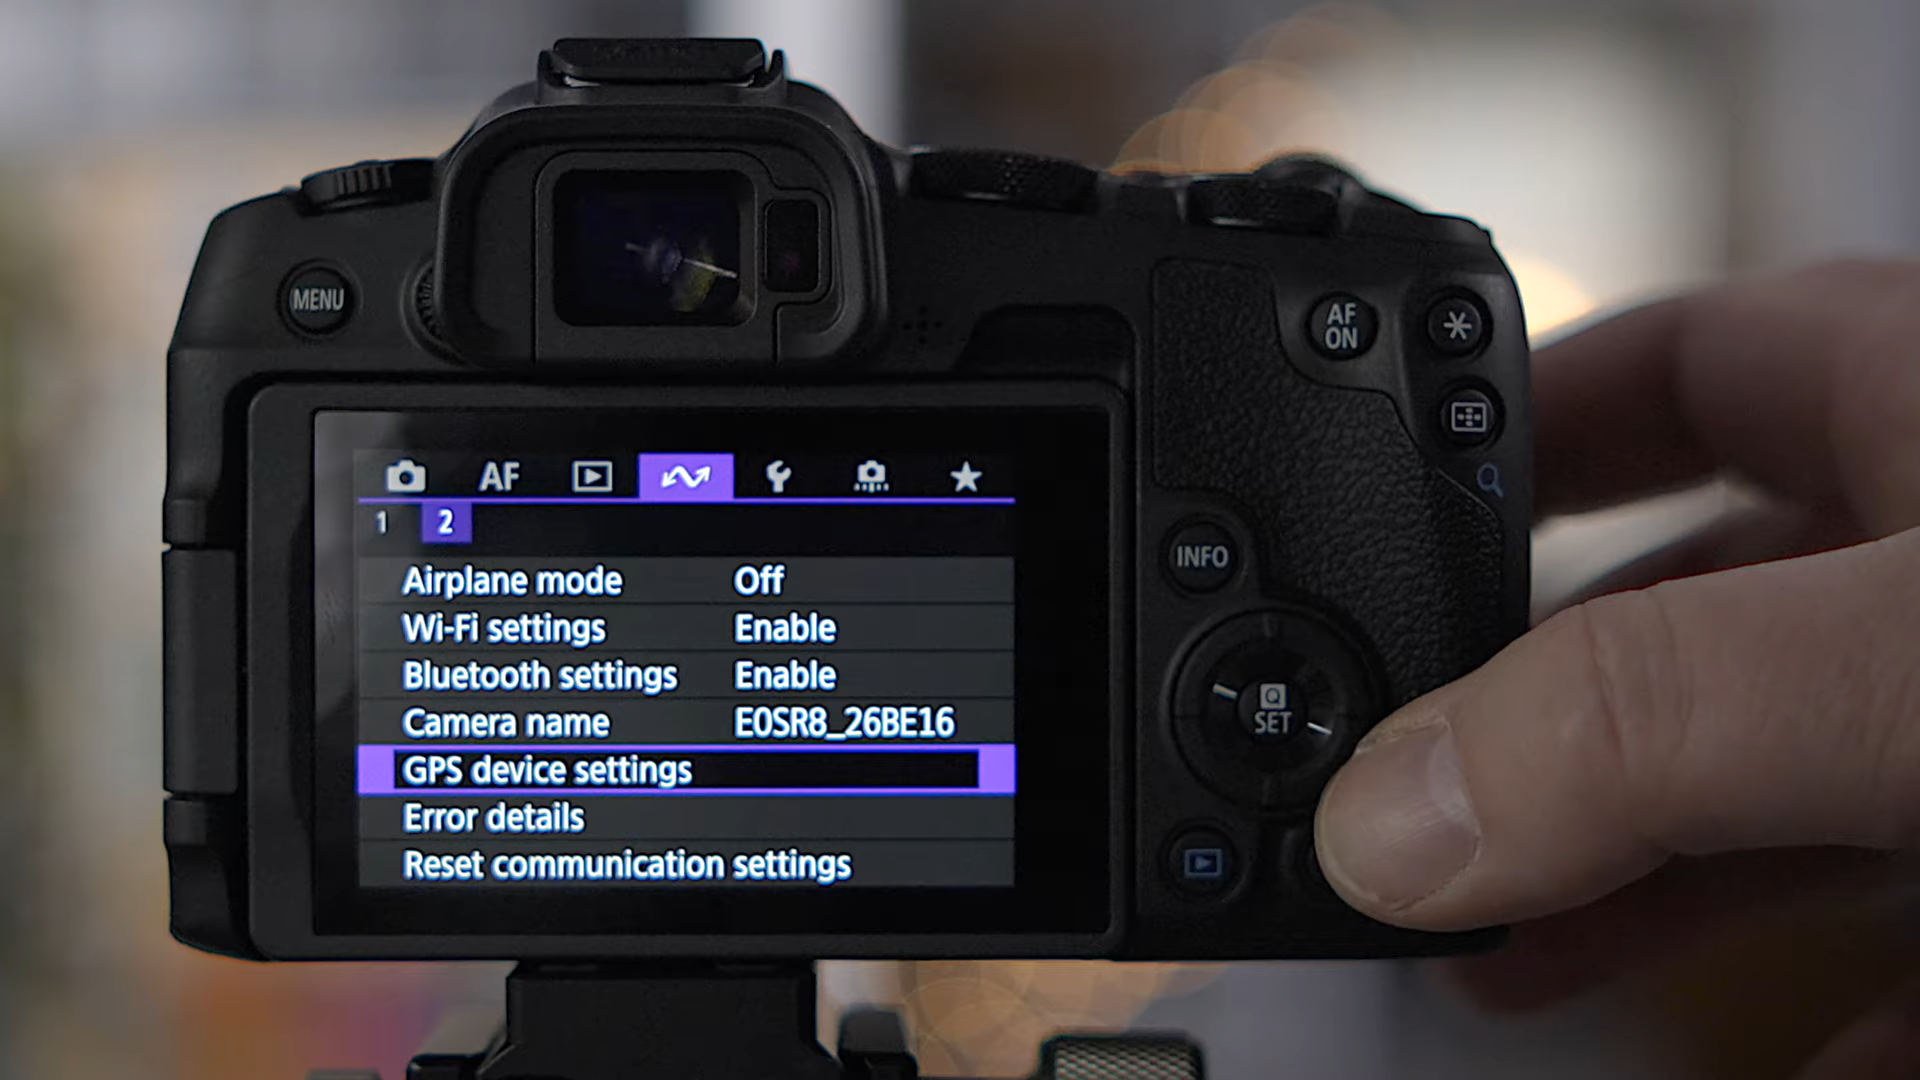 MENU
AF
ON
AF
1 2
INFO
Airplane mode Off
Wi-Fi settings Enable
Bluetooth settings Enable
Q
SET
Camera name E0SR8_26BE16
GPS device settings
Error details
Reset communication settings